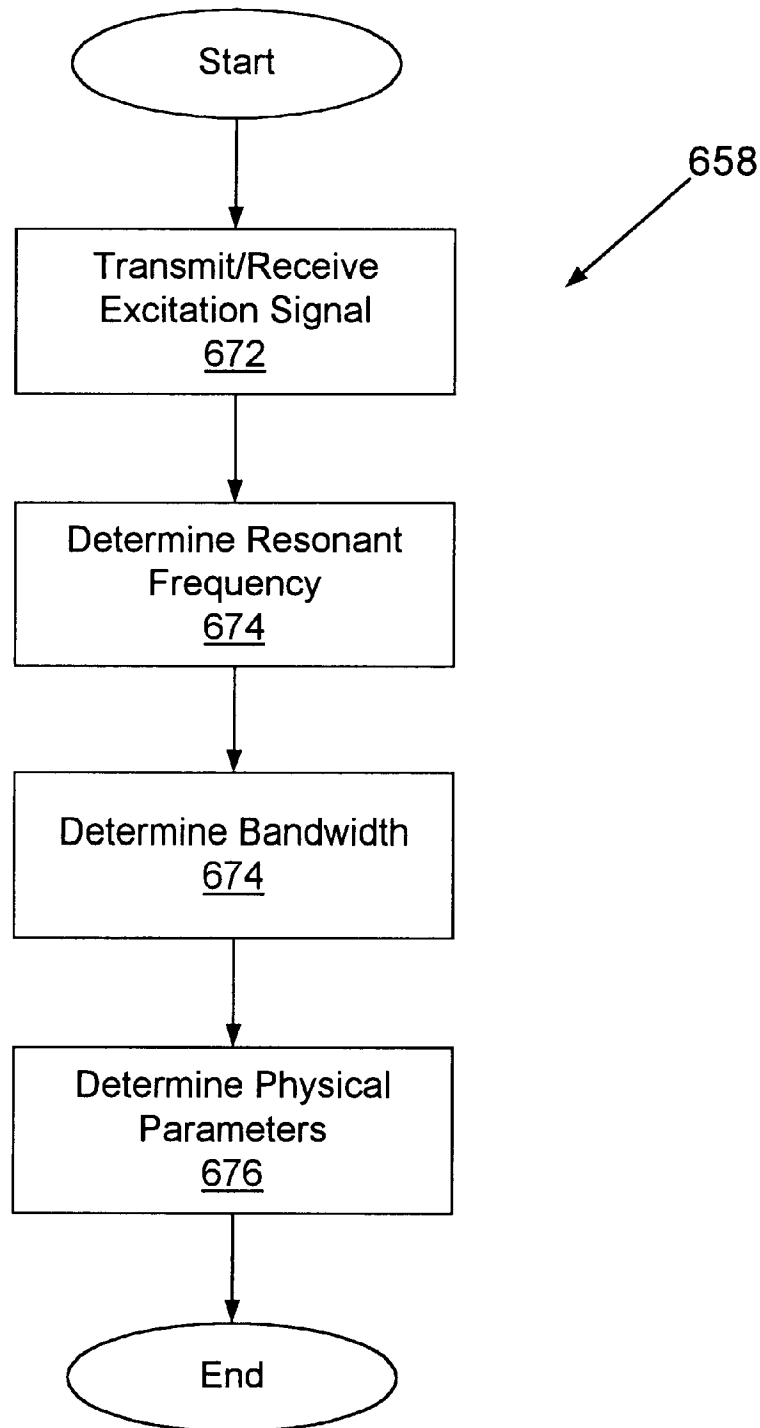 Start
658
Transmit/Receive
Excitation Signal
672
Determine Resonant
Frequency
674
Determine Bandwidth
674
Determine Physical
Parameters
676
End